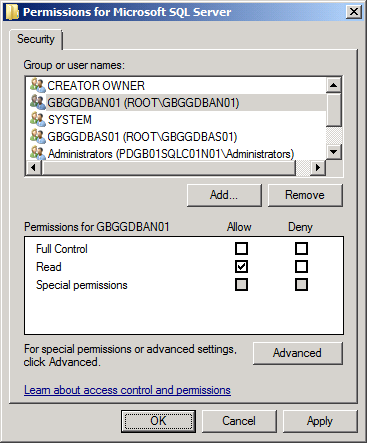 Permissions for Microsoft SQL Server
Security
Group or user names:
CREATOR OWNER
GBGGDBAN01 (ROOT\GBGGDBAN01)
SYSTEM
GBGGDBAS01 (ROOT\GBGGDBAS01)
Administrators (PDGB01SQLC01N01\Administrators)
Add... Remove
Permissions for GBGGDBAN01 Allow Deny
Full Control
Read
Special permissions
For special permissions or advanced settings,
click Advanced. Advanced
Learn about access control and permissions
OK Cancel Apply